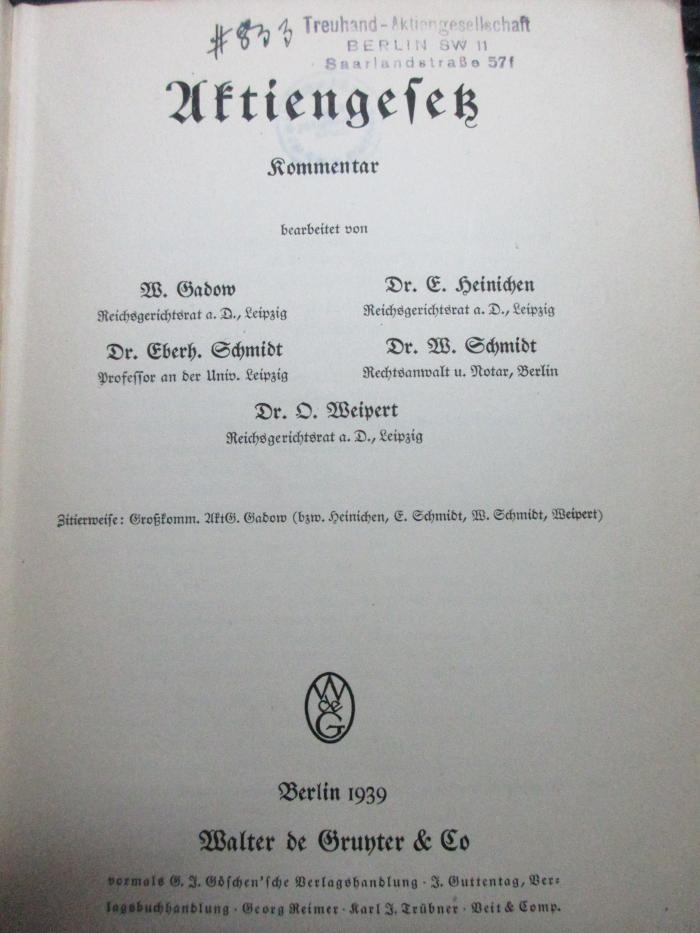 #833
Treuhand-Aktiengesellschaft
BERLIN SW 11
Saarlandstraße 57f
Aktiengesetz
Kommentar
bearbeitet von
W. Gadow
Reichsgerichtsrat a. D., Leipzig
Dr. E. Heinichen
Reichsgerichtsrat a. D., Leipzig
Dr. Eberh. Schmidt
Professor an der Univ. Leipzig
Dr. W. Schmidt
Rechtsanwalt u. Notar, Berlin
Dr. O. Weipert
Reichsgerichtsrat a. D., Leipzig
Zitierweise: Großkomm. AktG. Gadow (bzw. Heinichen, E. Schmidt, W. Schmidt, Weipert)
W de G
Berlin 1939
Walter de Gruyter & Co
vormals G. J. Göschen'sche Verlagshandlung · J. Guttentag, Ver-
lagsbuchhandlung · Georg Reimer · Karl J. Trübner · Veit & Comp.